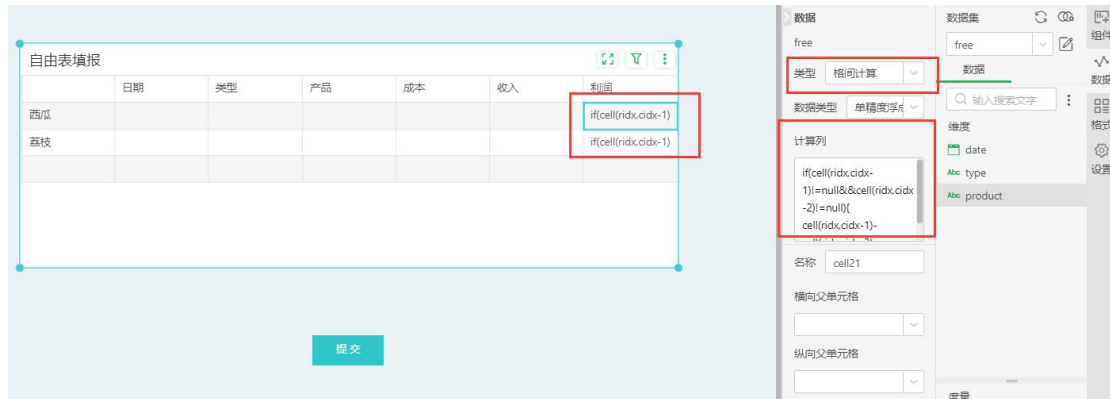 自由表填报
日期 类型 产品 成本 收入 利润
西瓜 if(cell(ridx,cidx-1)
荔枝 if(cell(ridx,cidx-1)
提交
数据
free
类型 格间计算
数据类型 单精度浮点
计算列
if(cell(ridx,cidx-
1)!=null&&cell(ridx,cidx
-2)!=null){
cell(ridx,cidx-1)-
名称 cell21
横向父单元格
纵向父单元格
数据集
free
数据
输入搜索文字
维度
date
Abc type
Abc product
度量
组件
数据
格式
设置